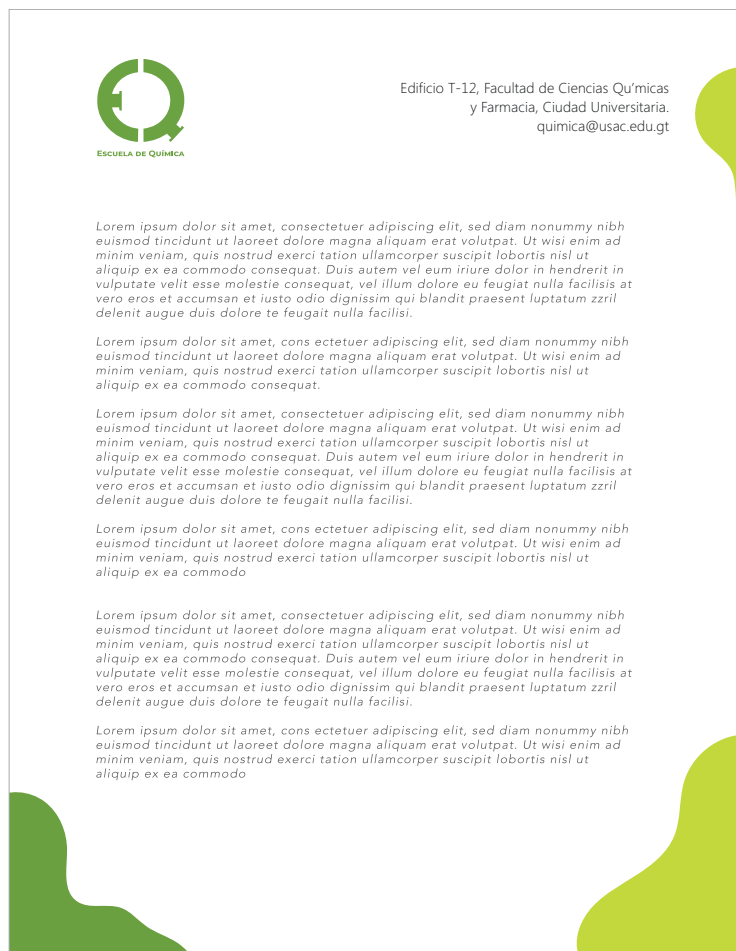 ESCUELA DE QUÍMICA
Edificio T-12, Facultad de Ciencias Qu’micas
y Farmacia, Ciudad Universitaria.
quimica@usac.edu.gt
Lorem ipsum dolor sit amet, consectetuer adipiscing elit, sed diam nonummy nibh
euismod tincidunt ut laoreet dolore magna aliquam erat volutpat. Ut wisi enim ad
minim veniam, quis nostrud exerci tation ullamcorper suscipit lobortis nisl ut
aliquip ex ea commodo consequat. Duis autem vel eum iriure dolor in hendrerit in
vulputate velit esse molestie consequat, vel illum dolore eu feugiat nulla facilisis at
vero eros et accumsan et iusto odio dignissim qui blandit praesent luptatum zzril
delenit augue duis dolore te feugait nulla facilisi.
Lorem ipsum dolor sit amet, cons ectetuer adipiscing elit, sed diam nonummy nibh
euismod tincidunt ut laoreet dolore magna aliquam erat volutpat. Ut wisi enim ad
minim veniam, quis nostrud exerci tation ullamcorper suscipit lobortis nisl ut
aliquip ex ea commodo consequat.
Lorem ipsum dolor sit amet, consectetuer adipiscing elit, sed diam nonummy nibh
euismod tincidunt ut laoreet dolore magna aliquam erat volutpat. Ut wisi enim ad
minim veniam, quis nostrud exerci tation ullamcorper suscipit lobortis nisl ut
aliquip ex ea commodo consequat. Duis autem vel eum iriure dolor in hendrerit in
vulputate velit esse molestie consequat, vel illum dolore eu feugiat nulla facilisis at
vero eros et accumsan et iusto odio dignissim qui blandit praesent luptatum zzril
delenit augue duis dolore te feugait nulla facilisi.
Lorem ipsum dolor sit amet, cons ectetuer adipiscing elit, sed diam nonummy nibh
euismod tincidunt ut laoreet dolore magna aliquam erat volutpat. Ut wisi enim ad
minim veniam, quis nostrud exerci tation ullamcorper suscipit lobortis nisl ut
aliquip ex ea commodo
Lorem ipsum dolor sit amet, consectetuer adipiscing elit, sed diam nonummy nibh
euismod tincidunt ut laoreet dolore magna aliquam erat volutpat. Ut wisi enim ad
minim veniam, quis nostrud exerci tation ullamcorper suscipit lobortis nisl ut
aliquip ex ea commodo consequat. Duis autem vel eum iriure dolor in hendrerit in
vulputate velit esse molestie consequat, vel illum dolore eu feugiat nulla facilisis at
vero eros et accumsan et iusto odio dignissim qui blandit praesent luptatum zzril
delenit augue duis dolore te feugait nulla facilisi.
Lorem ipsum dolor sit amet, cons ectetuer adipiscing elit, sed diam nonummy nibh
euismod tincidunt ut laoreet dolore magna aliquam erat volutpat. Ut wisi enim ad
minim veniam, quis nostrud exerci tation ullamcorper suscipit lobortis nisl ut
aliquip ex ea commodo